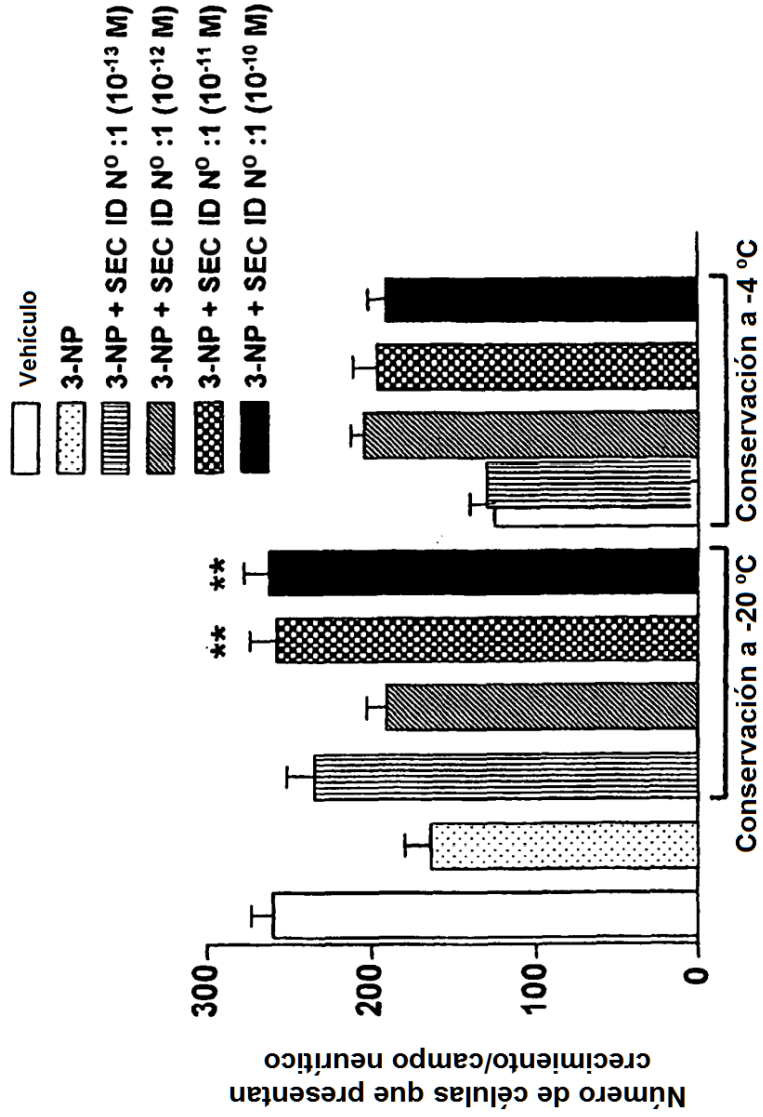 Vehículo
3-NP
3-NP + SEC ID Nº :1 (10⁻¹³ M)
3-NP + SEC ID Nº :1 (10⁻¹² M)
3-NP + SEC ID Nº :1 (10⁻¹¹ M)
3-NP + SEC ID Nº :1 (10⁻¹⁰ M)
Número de células que presentan
crecimiento/campo neurítico
300
200
100
0
**
**
Conservación a -20 ºC
Conservación a -4 ºC